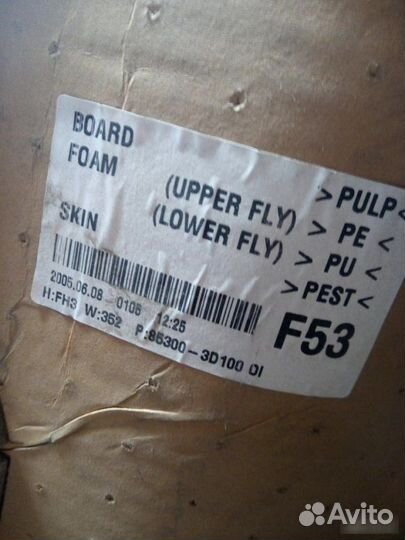 BOARD >PULP<
FOAM (UPPER FLY) > PE <
(LOWER FLY) > PU <
SKIN >PEST<
2005.06.08 0106 12:25
H:FH3 W:352 P:85300-3D100 OI
F53
Avito